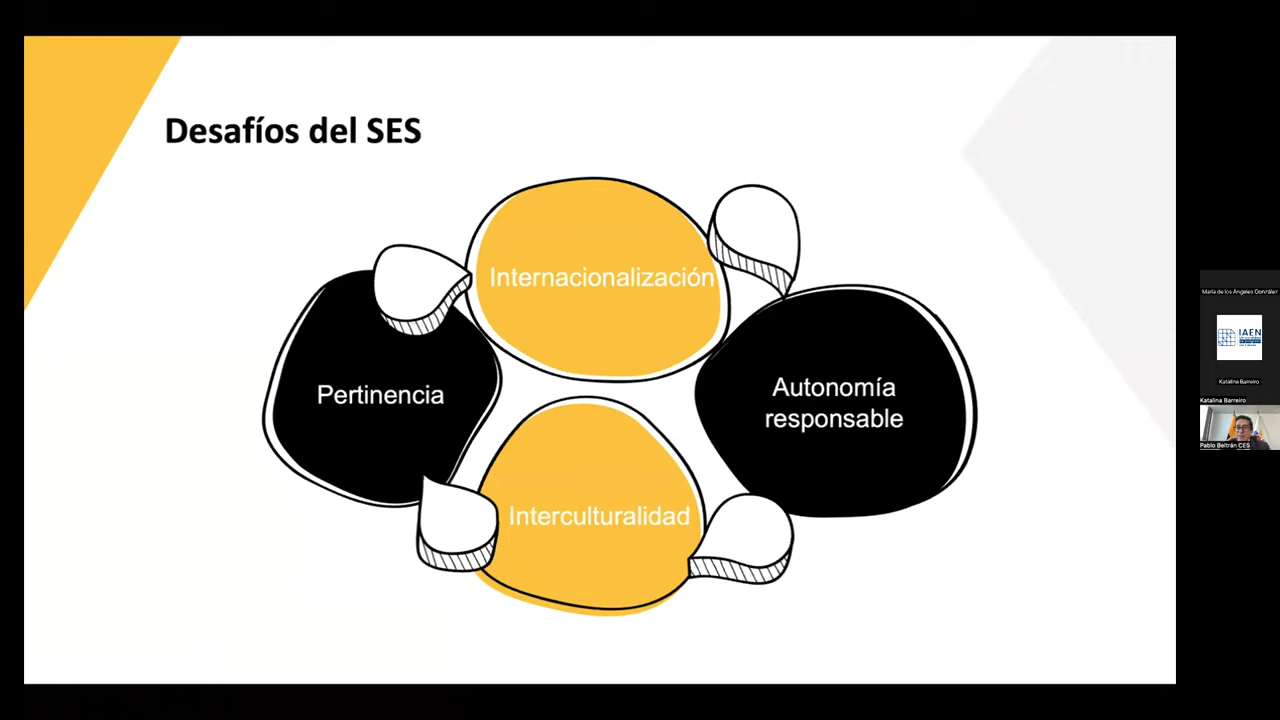 Desafíos del SES
Internacionalización
Pertinencia
Autonomía
responsable
Interculturalidad
María de los Ángeles González
IAEN
Katalina Barreiro
Katalina Barreiro
Pablo Beltrán CES